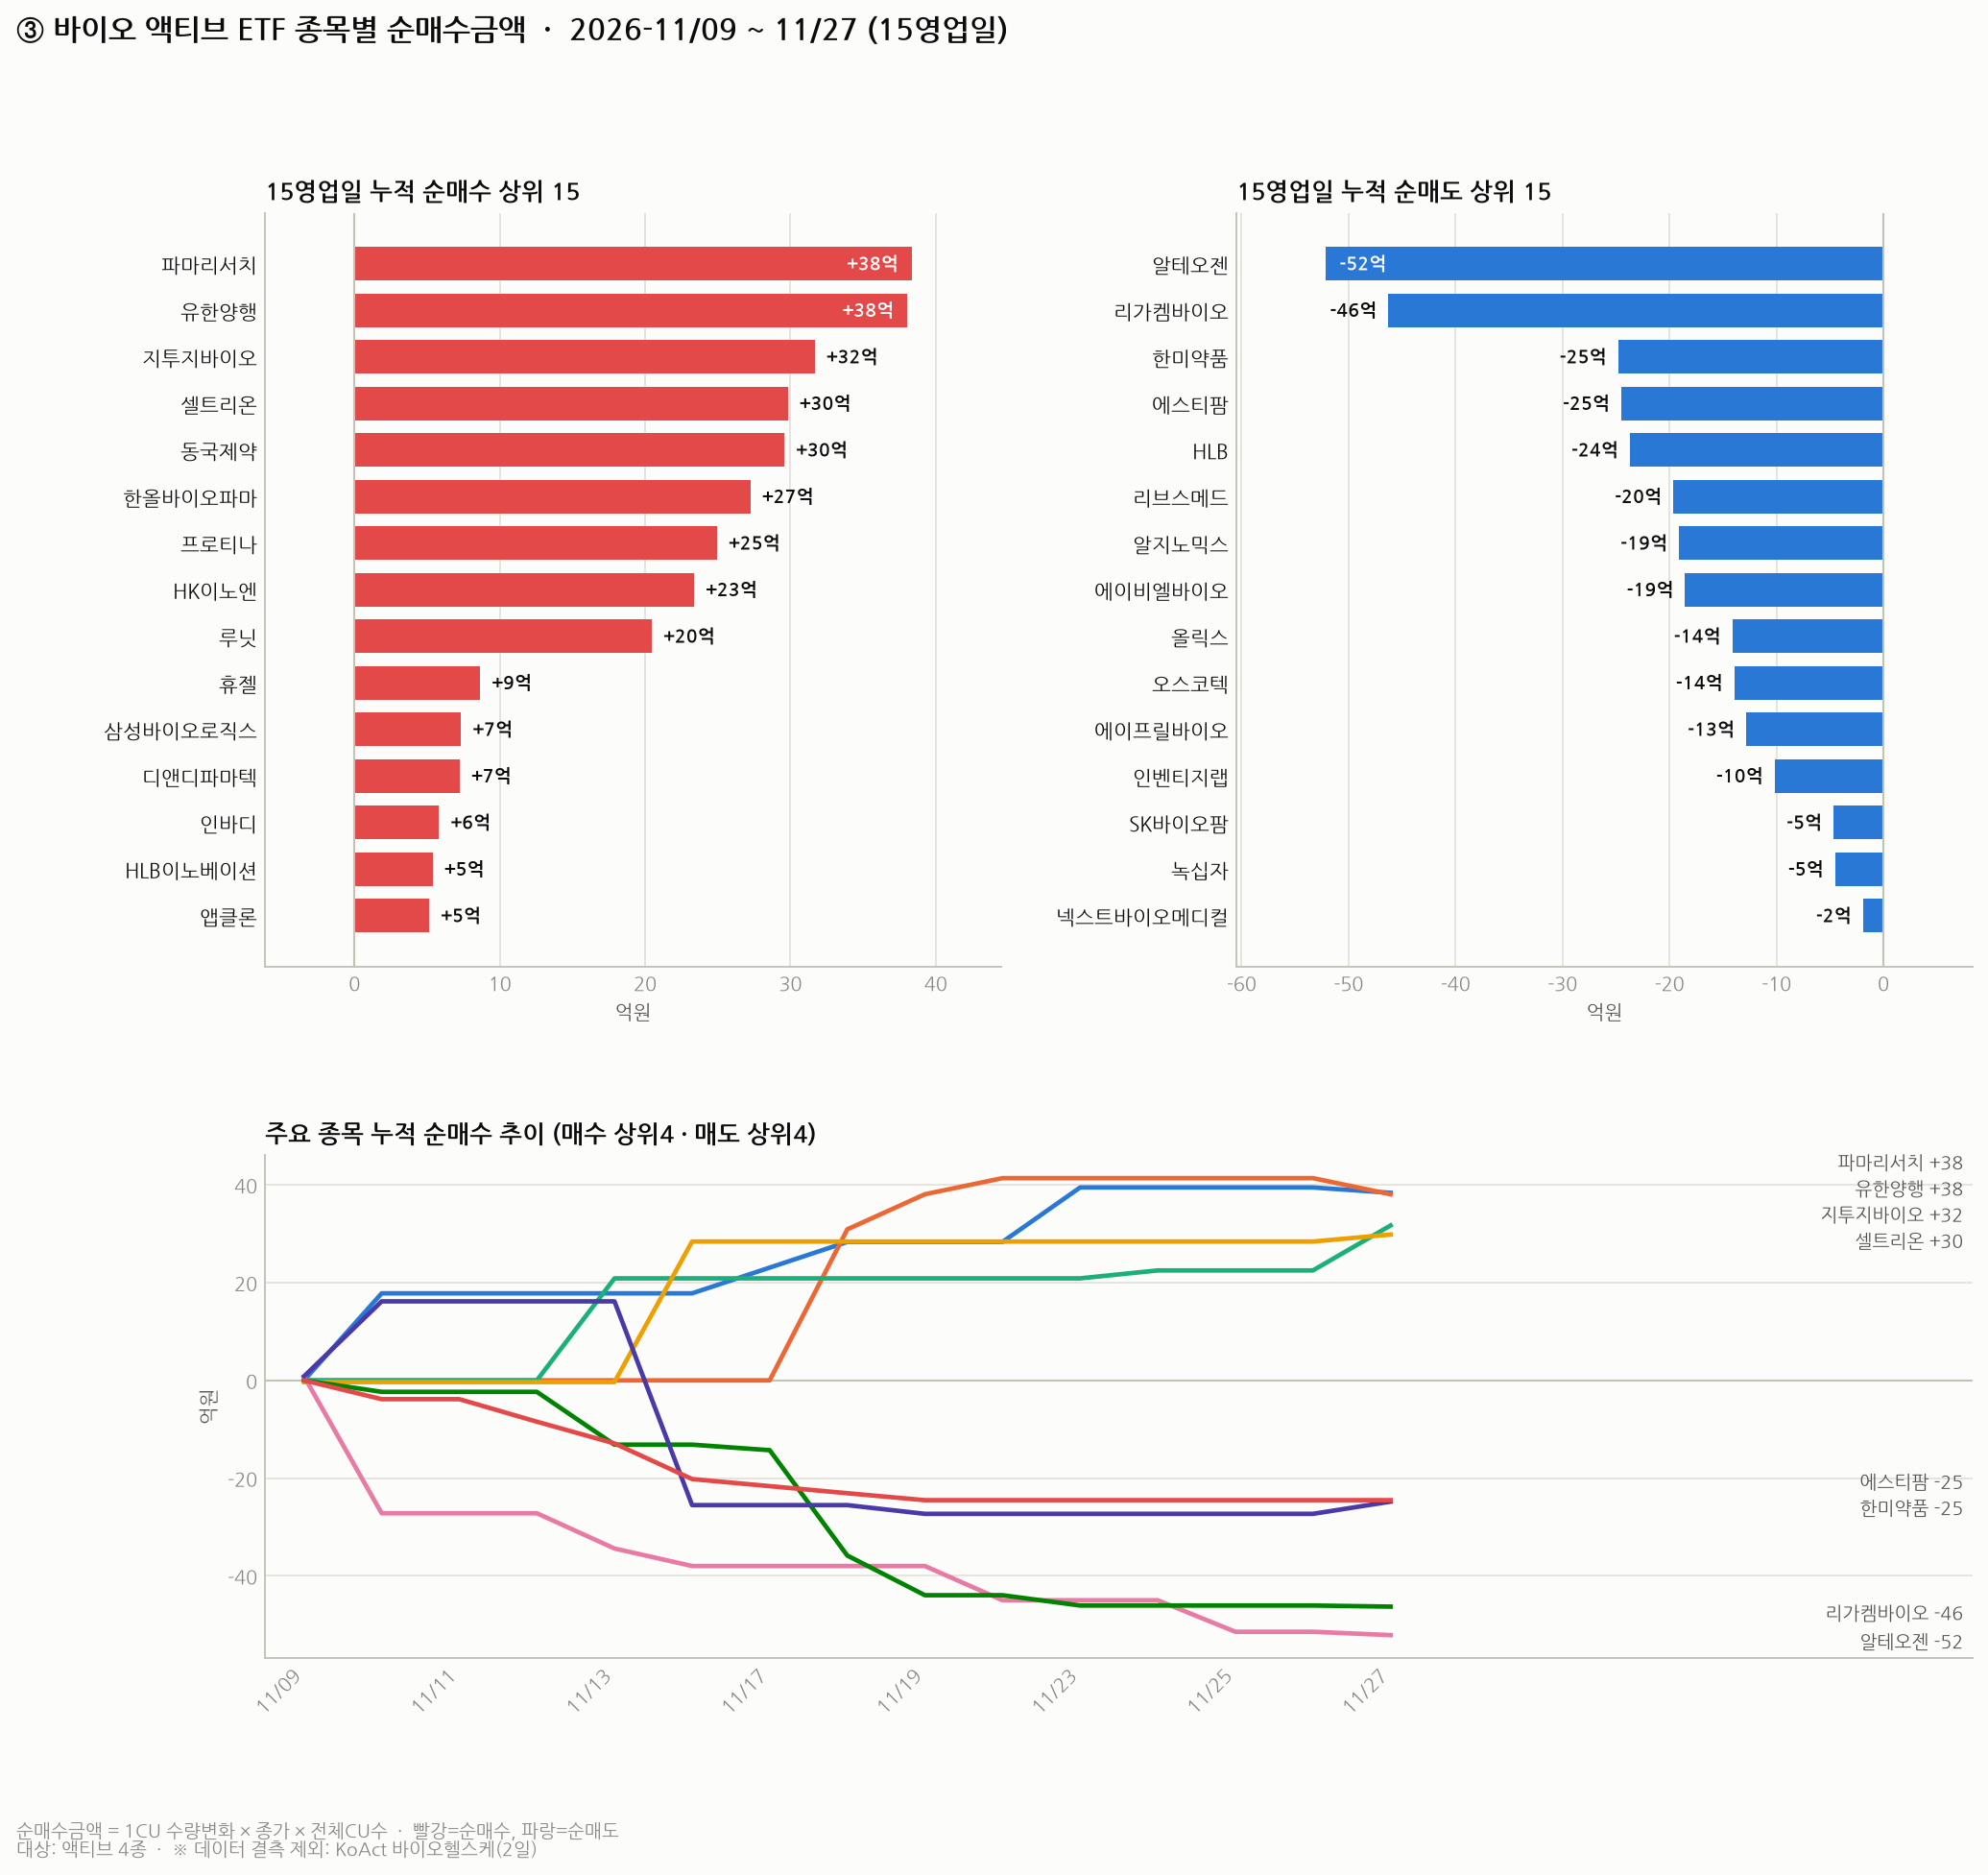 ③ 바이오 액티브 ETF 종목별 순매수금액 · 2026-11/09 ~ 11/27 (15영업일)
15영업일 누적 순매수 상위 15
파마리서치 +38억
유한양행 +38억
지투지바이오 +32억
셀트리온 +30억
동국제약 +30억
한올바이오파마 +27억
프로티나 +25억
HK이노엔 +23억
루닛 +20억
휴젤 +9억
삼성바이오로직스 +7억
디앤디파마텍 +7억
인바디 +6억
HLB이노베이션 +5억
앱클론 +5억
0 10 20 30 40
억원
15영업일 누적 순매도 상위 15
알테오젠 -52억
리가켐바이오 -46억
한미약품 -25억
에스티팜 -25억
HLB -24억
리브스메드 -20억
알지노믹스 -19억
에이비엘바이오 -19억
올릭스 -14억
오스코텍 -14억
에이프릴바이오 -13억
인벤티지랩 -10억
SK바이오팜 -5억
녹십자 -5억
넥스트바이오메디컬 -2억
-60 -50 -40 -30 -20 -10 0
억원
주요 종목 누적 순매수 추이 (매수 상위4 · 매도 상위4)
억원
40
20
0
-20
-40
파마리서치 +38
유한양행 +38
지투지바이오 +32
셀트리온 +30
에스티팜 -25
한미약품 -25
리가켐바이오 -46
알테오젠 -52
11/09 11/11 11/13 11/17 11/19 11/23 11/25 11/27
순매수금액 = 1CU 수량변화 × 종가 × 전체CU수 · 빨강=순매수, 파랑=순매도
대상: 액티브 4종 · ※ 데이터 결측 제외: KoAct 바이오헬스케(2일)